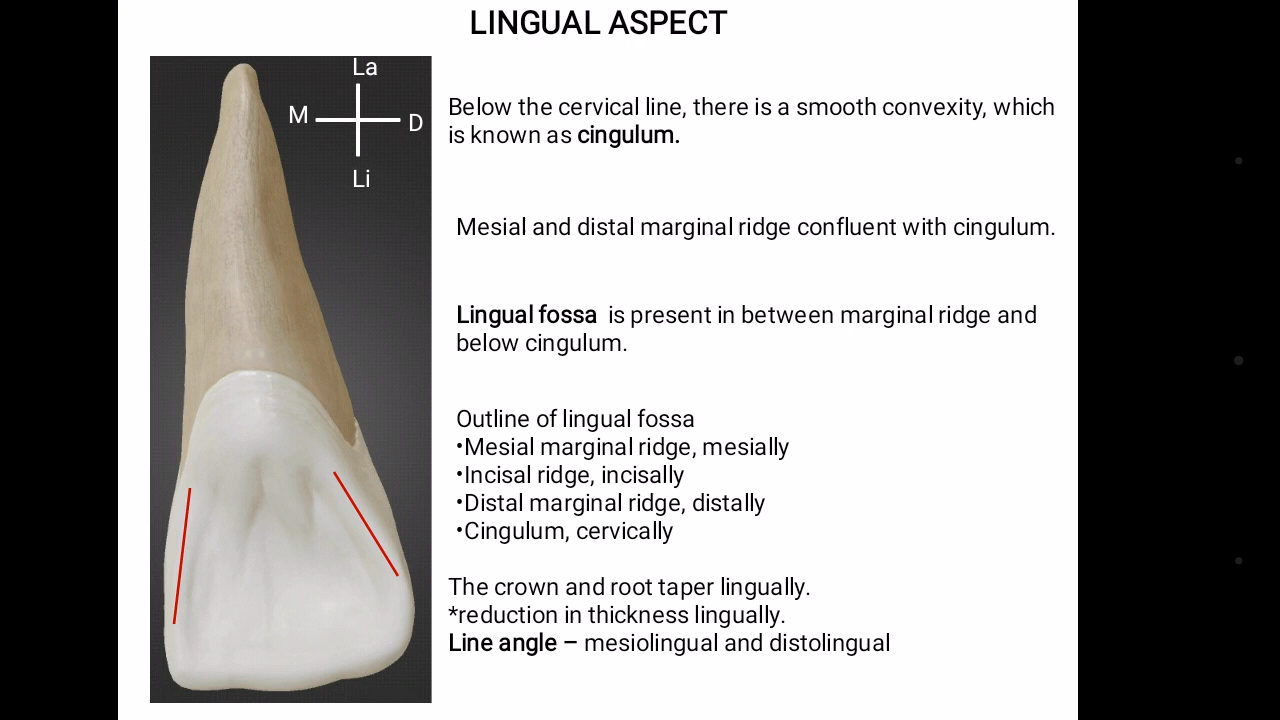 LINGUAL ASPECT
La
M
D
Li
Below the cervical line, there is a smooth convexity, which
is known as cingulum.
Mesial and distal marginal ridge confluent with cingulum.
Lingual fossa is present in between marginal ridge and
below cingulum.
Outline of lingual fossa
•Mesial marginal ridge, mesially
•Incisal ridge, incisally
•Distal marginal ridge, distally
•Cingulum, cervically
The crown and root taper lingually.
*reduction in thickness lingually.
Line angle – mesiolingual and distolingual